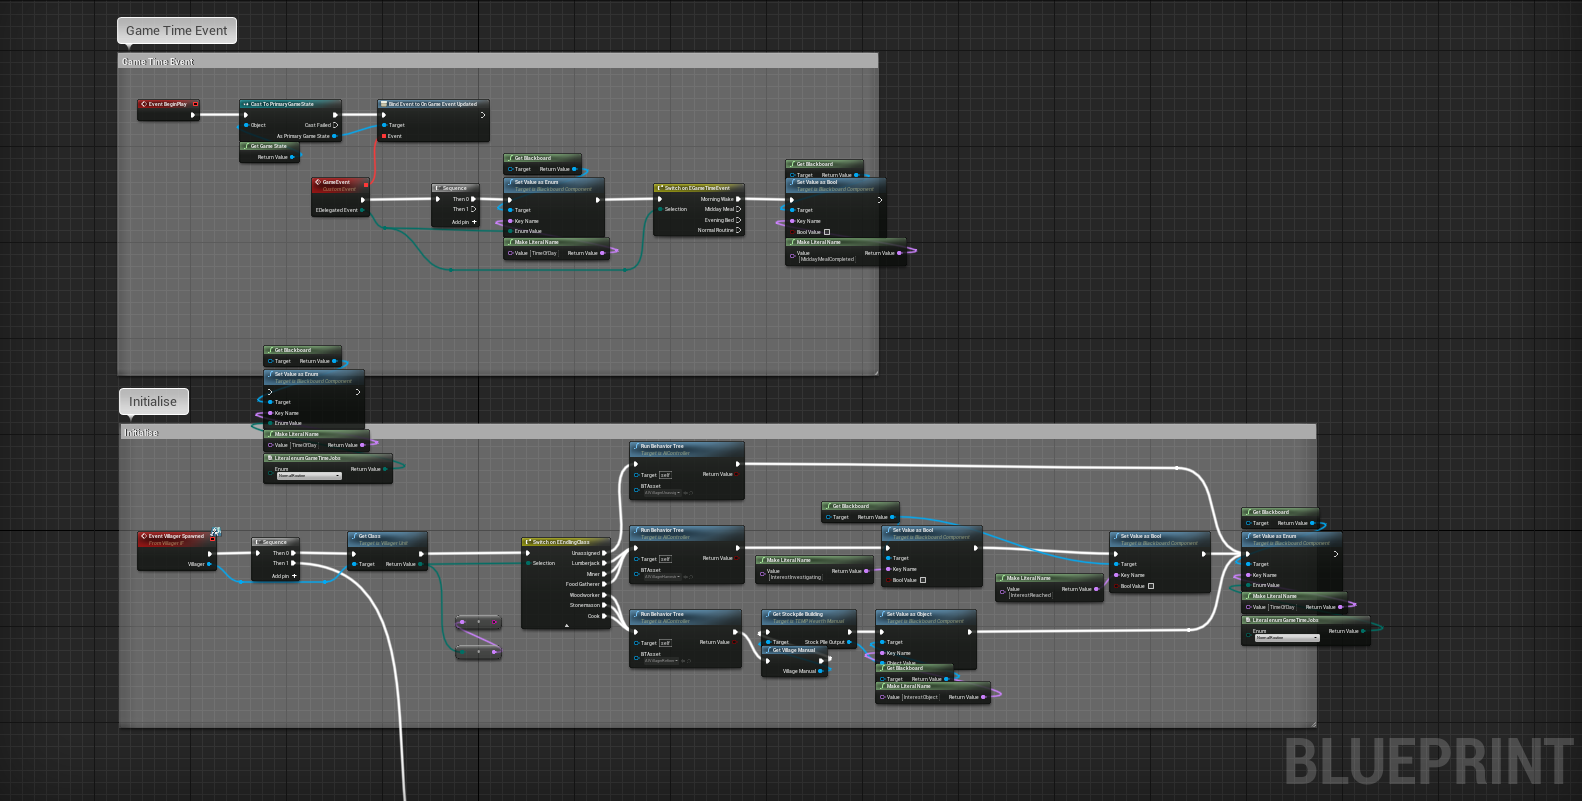 Game Time Event
Game Time Event
Event BeginPlay
Cast To PrimaryGameState
Object
Cast Failed
As Primary Game State
Get Game State
Return Value
Bind Event to On Game Event Updated
Target
Event
GameEvent
Custom Event
EDelegated Event
Sequence
Then 0
Then 1
Add pin +
Get Blackboard
Target Return Value
Set Value as Enum
Target is Blackboard Component
Target
Key Name
Enum Value
Make Literal Name
Value TimeOfDay Return Value
Switch on EGameTimeEvent
Selection
Morning Wake
Midday Meal
Evening Bed
Normal Routine
Get Blackboard
Target Return Value
Set Value as Bool
Target is Blackboard Component
Target
Key Name
Bool Value
Make Literal Name
Value Return Value
MiddayMealCompleted
Get Blackboard
Target Return Value
Set Value as Enum
Target is Blackboard Component
Target
Key Name
Enum Value
Make Literal Name
Value TimeOfDay Return Value
Literal enum GameTimeJobs
Enum Return Value
NormalRoutine
Initialise
Initialise
Event Villager Spawned
Villager
Sequence
Then 0
Then 1
Add pin +
Get Class
Target is Villager Unit
Target Return Value
Switch on EEndingClass
Selection
Unassigned
Lumberjack
Miner
Food Gatherer
Woodworker
Stonemason
Cook
Run Behavior Tree
Target is AIController
Target self Return Value
BTAsset
Run Behavior Tree
Target is AIController
Target self Return Value
BTAsset
Run Behavior Tree
Target is AIController
Target self Return Value
BTAsset
Make Literal Name
Value Return Value
InterestInvestigating
Get Blackboard
Target Return Value
Set Value as Bool
Target is Blackboard Component
Target
Key Name
Bool Value
Make Literal Name
Value Return Value
InterestReached
Set Value as Bool
Target is Blackboard Component
Target
Key Name
Bool Value
Get Stockpile Building
Target is TEMP Hearth Manual
Target Stock Pile Output
Get Village Manual
Village Manual
Set Value as Object
Target is Blackboard Component
Target
Key Name
Object Value
Get Blackboard
Target Return Value
Make Literal Name
Value InterestObject Return Value
Get Blackboard
Target Return Value
Set Value as Enum
Target is Blackboard Component
Target
Key Name
Enum Value
Make Literal Name
Value TimeOfDay Return Value
Literal enum GameTimeJobs
Enum Return Value
NormalRoutine
BLUEPRINT